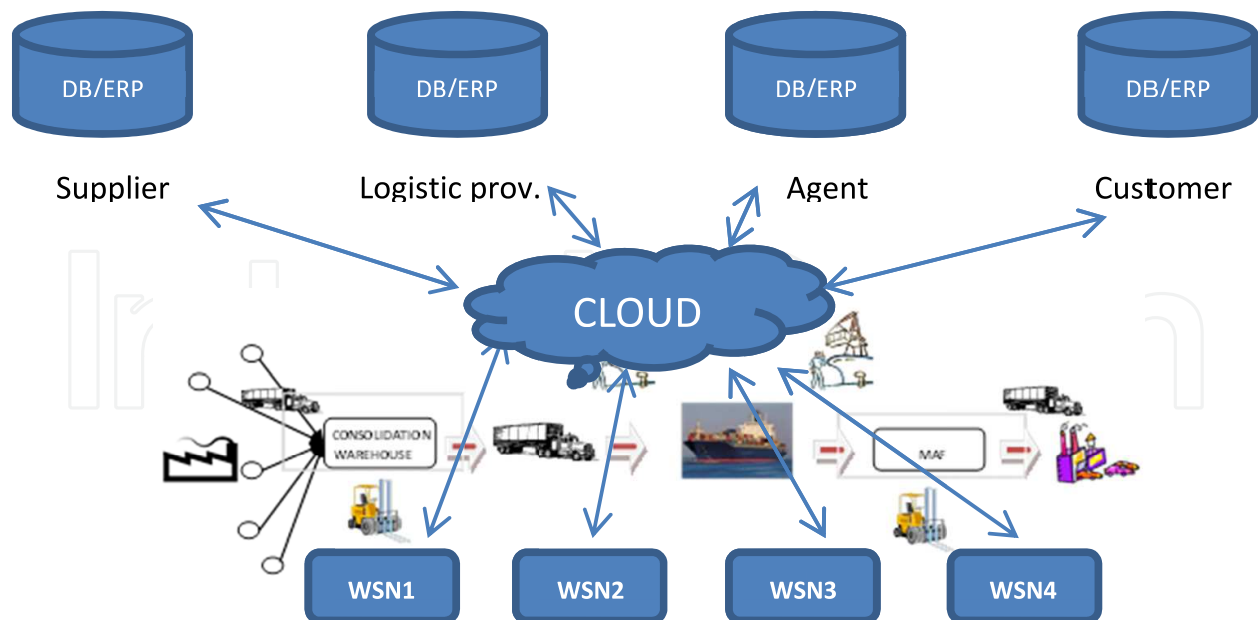 DB/ERP
DB/ERP
DB/ERP
DB/ERP
Supplier
Logistic prov.
Agent
Customer
CLOUD
CONSOLIDATION
WAREHOUSE
WSN1
WSN2
WSN3
WSN4